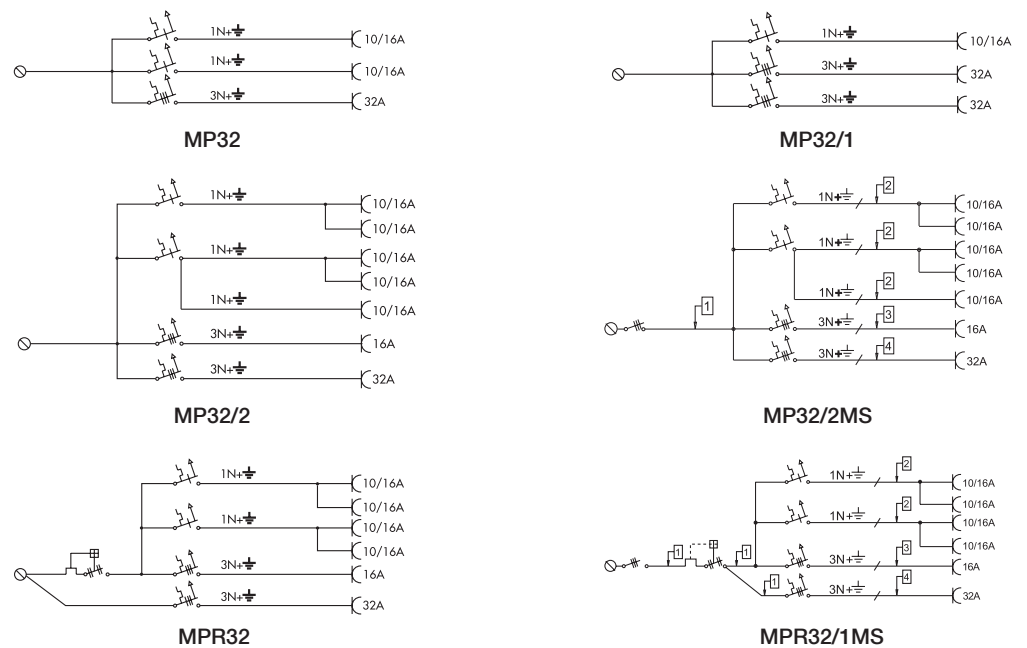 1N+ 10/16A
1N+ 10/16A
3N+ 32A
MP32
1N+ 10/16A
3N+ 32A
3N+ 32A
MP32/1
1N+ 10/16A
10/16A
1N+ 10/16A
10/16A
1N+ 10/16A
3N+ 16A
3N+ 32A
MP32/2
1N+ 2 10/16A
10/16A
1N+ 2 10/16A
10/16A
1N+ 2 10/16A
1 3N+ 3 16A
3N+ 4 32A
MP32/2MS
1N+ 10/16A
10/16A
1N+ 10/16A
10/16A
3N+ 16A
3N+ 32A
MPR32
1N+ 2 10/16A
10/16A
1N+ 2 10/16A
10/16A
1 1 3N+ 3 16A
1 3N+ 4 32A
MPR32/1MS